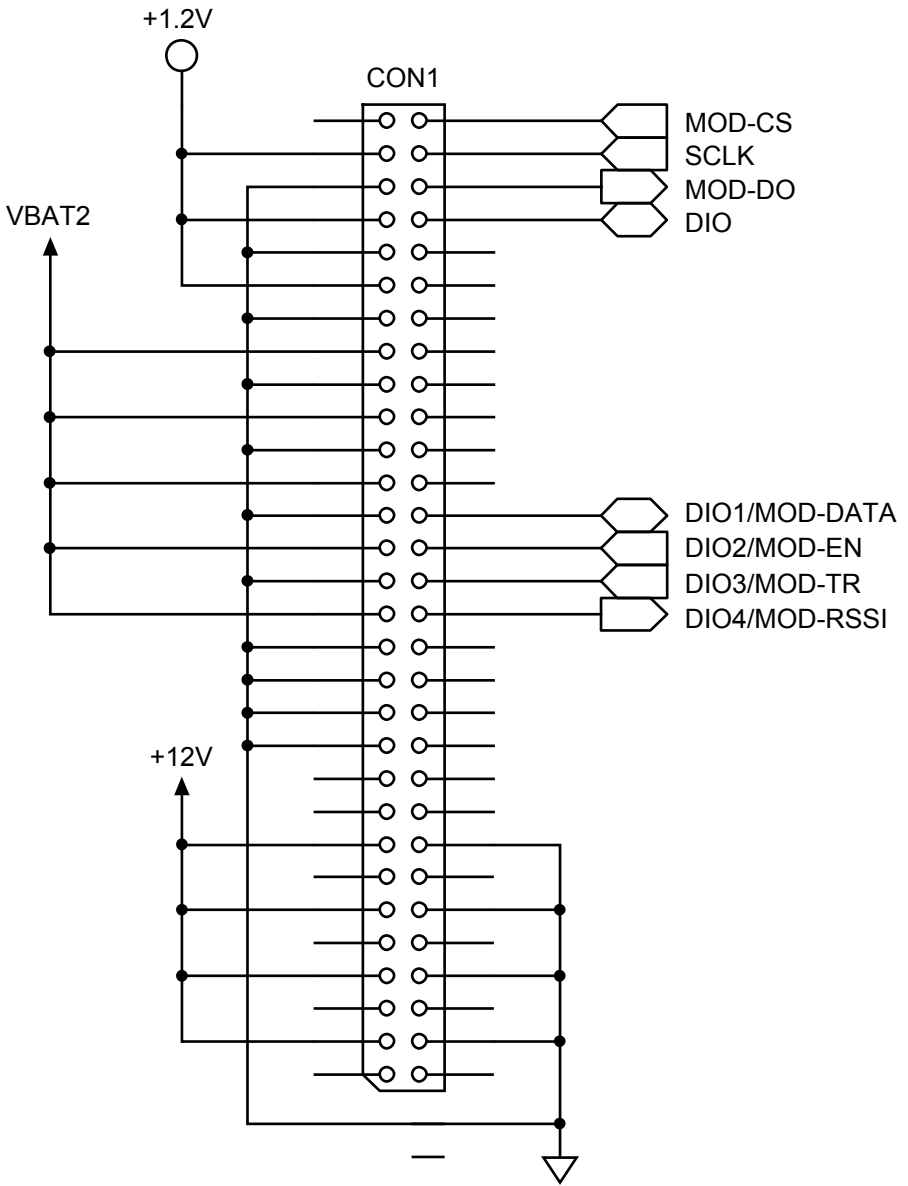 +1.2V
CON1
MOD-CS
SCLK
MOD-DO
DIO
VBAT2
DIO1/MOD-DATA
DIO2/MOD-EN
DIO3/MOD-TR
DIO4/MOD-RSSI
+12V